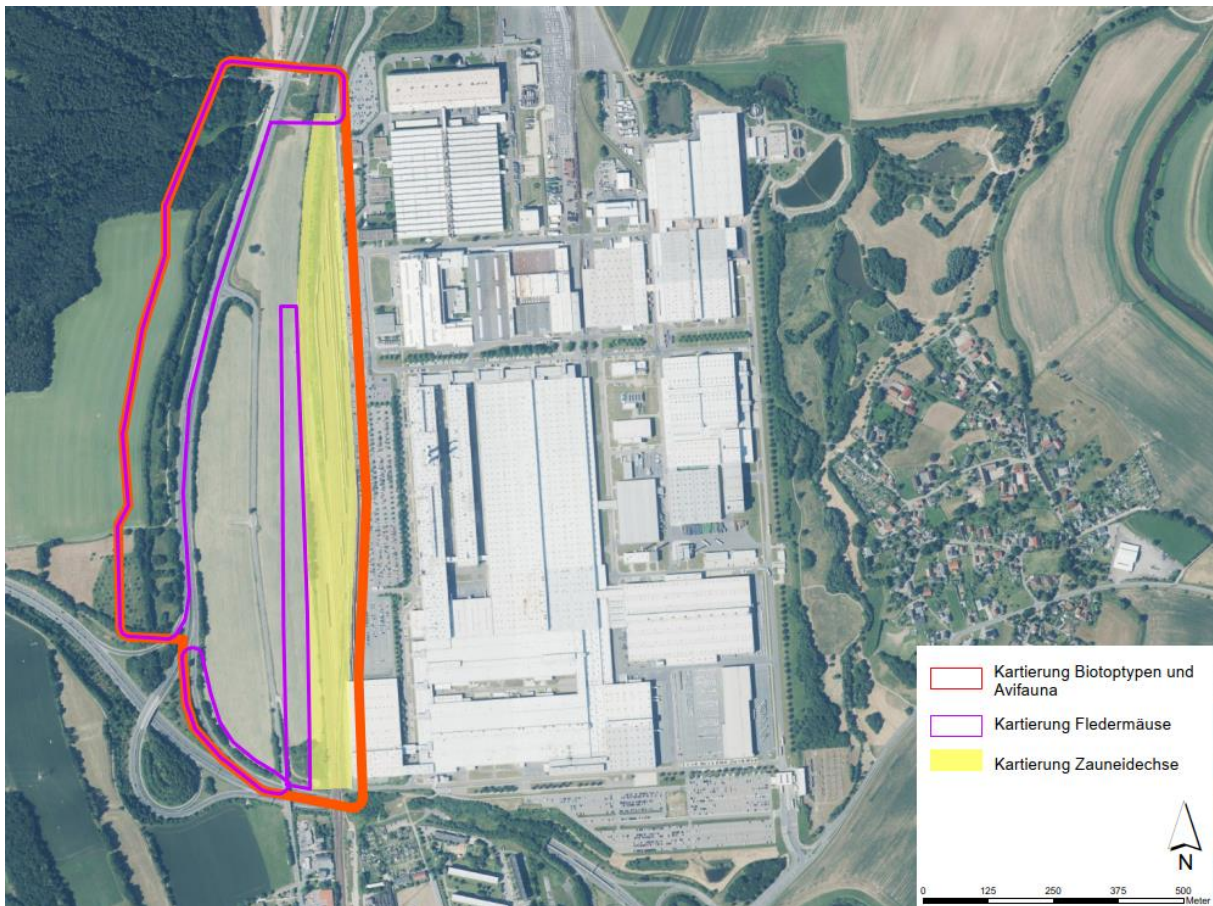 Kartierung Biotoptypen und
Avifauna
Kartierung Fledermäuse
Kartierung Zauneidechse
N
0 125 250 375 500
Meter